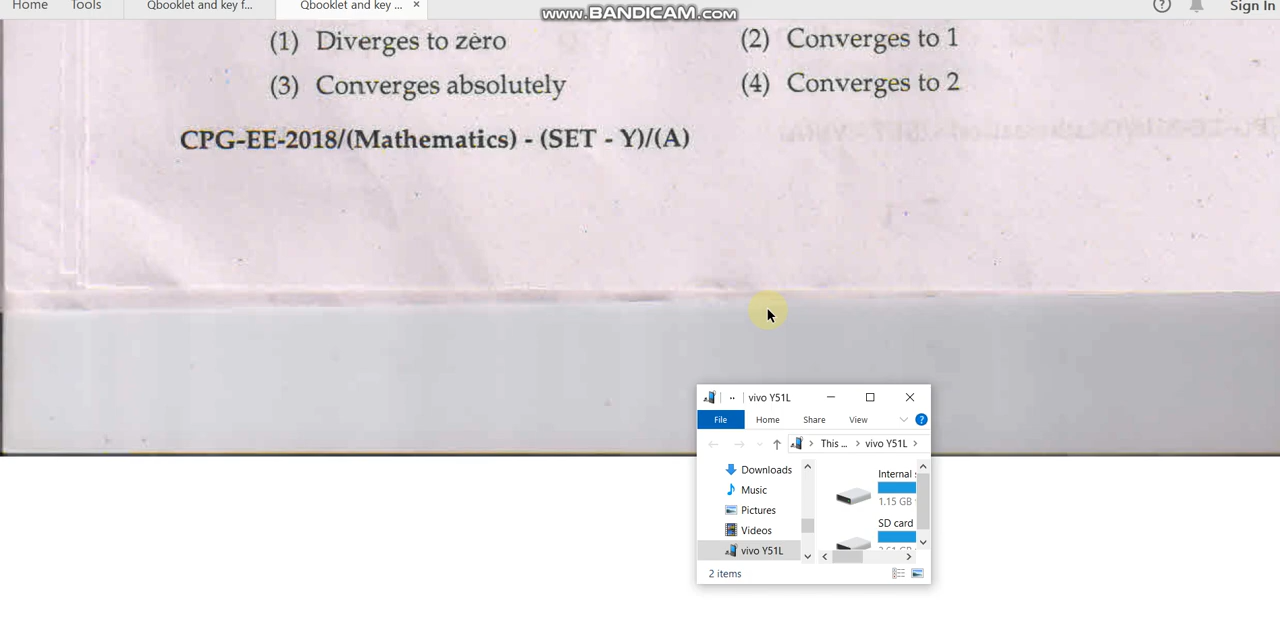 Home Tools Qbooklet and key f... Qbooklet and key ... × Sign In
www.BANDICAM.com
(1) Diverges to zero (2) Converges to 1
(3) Converges absolutely (4) Converges to 2
CPG-EE-2018/(Mathematics) - (SET - Y)/(A)
vivo Y51L
File Home Share View
This ... > vivo Y51L >
Downloads
Music
Pictures
Videos
vivo Y51L
Internal
1.15 GB
SD card
2 items